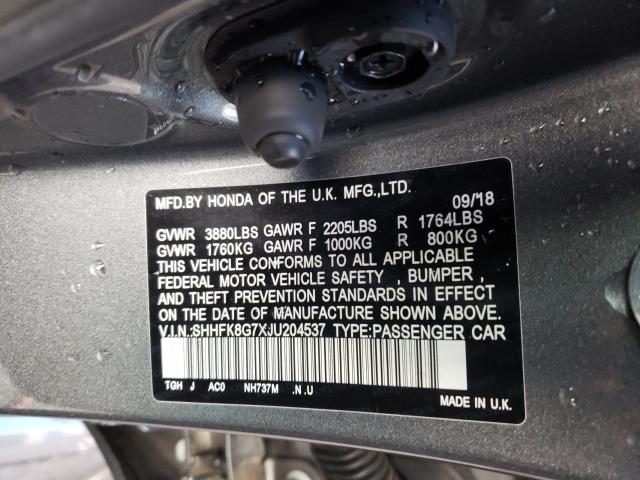 MFD.BY HONDA OF THE U.K. MFG.,LTD. 09/18
GVWR 3880LBS GAWR F 2205LBS R 1764LBS
GVWR 1760KG GAWR F 1000KG R 800KG
THIS VEHICLE CONFORMS TO ALL APPLICABLE
FEDERAL MOTOR VEHICLE SAFETY , BUMPER ,
AND THEFT PREVENTION STANDARDS IN EFFECT
ON THE DATE OF MANUFACTURE SHOWN ABOVE.
V.I.N.:SHHFK8G7XJU204537 TYPE:PASSENGER CAR
TGH J AC0 NH737M .N.U
MADE IN U.K.